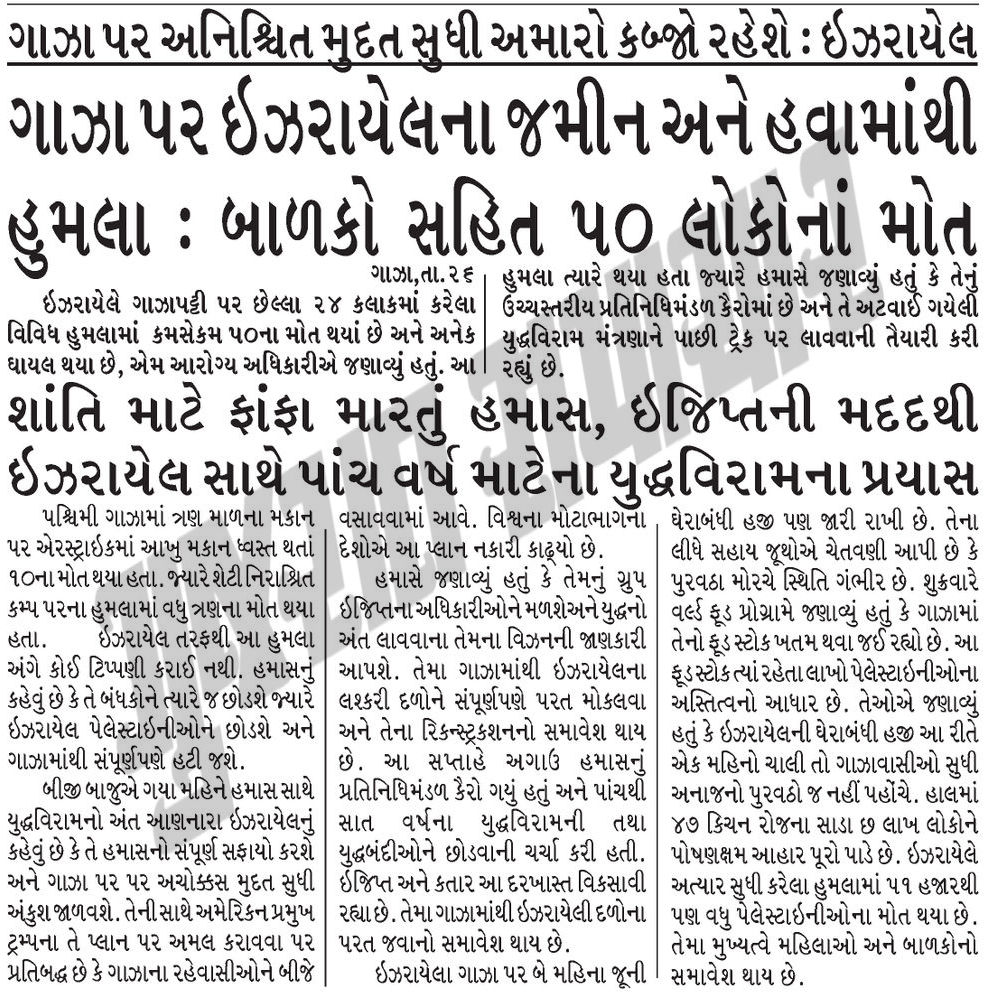 ગાઝા પર અનિશ્ચિત મુદત સુધી અમારો કબ્જો રહેશે : ઇઝરાયેલ
ગાઝા પર ઇઝરાયેલના જમીન અને હવામાંથી
હુમલા : બાળકો સહિત ૫૦ લોકોનાં મોત
ગાઝા,તા.૨૬
ઇઝરાયેલે ગાઝાપટ્ટી પર છેલ્લા ૨૪ કલાકમાં કરેલા
વિવિધ હુમલામાં કમસેકમ ૫૦ના મોત થયાં છે અને અનેક
ઘાયલ થયા છે, એમ આરોગ્ય અધિકારીએ જણાવ્યું હતું. આ
હુમલા ત્યારે થયા હતા જ્યારે હમાસે જણાવ્યું હતું કે તેનું
ઉચ્ચસ્તરીય પ્રતિનિધિમંડળ કૈરોમાં છે અને તે અટવાઈ ગયેલી
યુદ્ધવિરામ મંત્રણાને પાછી ટ્રેક પર લાવવાની તૈયારી કરી
રહ્યું છે.
શાંતિ માટે ફાંફા મારતું હમાસ, ઇજિપ્તની મદદથી
ઇઝરાયેલ સાથે પાંચ વર્ષ માટેના યુદ્ધવિરામના પ્રયાસ
પશ્ચિમી ગાઝામાં ત્રણ માળના મકાન
પર એરસ્ટ્રાઇકમાં આખુ મકાન ધ્વસ્ત થતાં
૧૦ના મોત થયા હતા. જ્યારે શેટી નિરાશ્રિત
કમ્પ પરના હુમલામાં વધુ ત્રણના મોત થયા
હતા. ઇઝરાયેલ તરફથી આ હુમલા
અંગે કોઈ ટિપ્પણી કરાઈ નથી. હમાસનું
કહેવું છે કે તે બંધકોને ત્યારે જ છોડશે જ્યારે
ઇઝરાયેલ પેલેસ્ટાઇનીઓને છોડશે અને
ગાઝામાંથી સંપૂર્ણપણે હટી જશે.
બીજી બાજુએ ગયા મહિને હમાસ સાથે
યુદ્ધવિરામનો અંત આણનારા ઇઝરાયેલનું
કહેવું છે કે તે હમાસનો સંપૂર્ણ સફાયો કરશે
અને ગાઝા પર પર અચોક્કસ મુદત સુધી
અંકુશ જાળવશે. તેની સાથે અમેરિકન પ્રમુખ
ટ્રમ્પના તે પ્લાન પર અમલ કરાવવા પર
પ્રતિબદ્ધ છે કે ગાઝાના રહેવાસીઓને બીજે
વસાવવામાં આવે. વિશ્વના મોટાભાગના
દેશોએ આ પ્લાન નકારી કાઢ્યો છે.
હમાસે જણાવ્યું હતું કે તેમનું ગ્રુપ
ઇજિપ્તના અધિકારીઓને મળશેઅને યુદ્ધનો
અંત લાવવાના તેમના વિઝનની જાણકારી
આપશે. તેમા ગાઝામાંથી ઇઝરાયેલના
લશ્કરી દળોને સંપૂર્ણપણે પરત મોકલવા
અને તેના રિકન્સ્ટ્રકશનનો સમાવેશ થાય
છે. આ સપ્તાહે અગાઉ હમાસનું
પ્રતિનિધિમંડળ કૈરો ગયું હતું અને પાંચથી
સાત વર્ષના યુદ્ધવિરામની તથા
યુદ્ધબંદીઓને છોડવાની ચર્ચા કરી હતી.
ઇજિપ્ત અને કતાર આ દરખાસ્ત વિકસાવી
રહ્યા છે. તેમા ગાઝામાંથી ઇઝરાયેલી દળોના
પરત જવાનો સમાવેશ થાય છે.
ઇઝરાયેલા ગાઝા પર બે મહિના જૂની
ઘેરાબંધી હજી પણ જારી રાખી છે. તેના
લીધે સહાય જૂથોએ ચેતવણી આપી છે કે
પુરવઠા મોરચે સ્થિતિ ગંભીર છે. શુક્રવારે
વર્લ્ડ ફૂડ પ્રોગ્રામે જણાવ્યું હતું કે ગાઝામાં
તેનો ફૂડ સ્ટોક ખતમ થવા જઈ રહ્યો છે. આ
ફૂડ સ્ટોક ત્યાં રહેતા લાખો પેલેસ્ટાઇનીઓના
અસ્તિત્વનો આધાર છે. તેઓએ જણાવ્યું
હતું કે ઇઝરાયેલની ઘેરાબંધી હજી આ રીતે
એક મહિનો ચાલી તો ગાઝાવાસીઓ સુધી
અનાજનો પુરવઠો જ નહીં પહોંચે. હાલમાં
૪૭ કિચન રોજના સાડા છ લાખ લોકોને
પોષણક્ષમ આહાર પૂરો પાડે છે. ઇઝરાયેલે
અત્યાર સુધી કરેલા હુમલામાં ૫૧ હજારથી
પણ વધુ પેલેસ્ટાઇનીઓના મોત થયા છે.
તેમા મુખ્યત્વે મહિલાઓ અને બાળકોનો
સમાવેશ થાય છે.
ગુજરાત સમાચાર